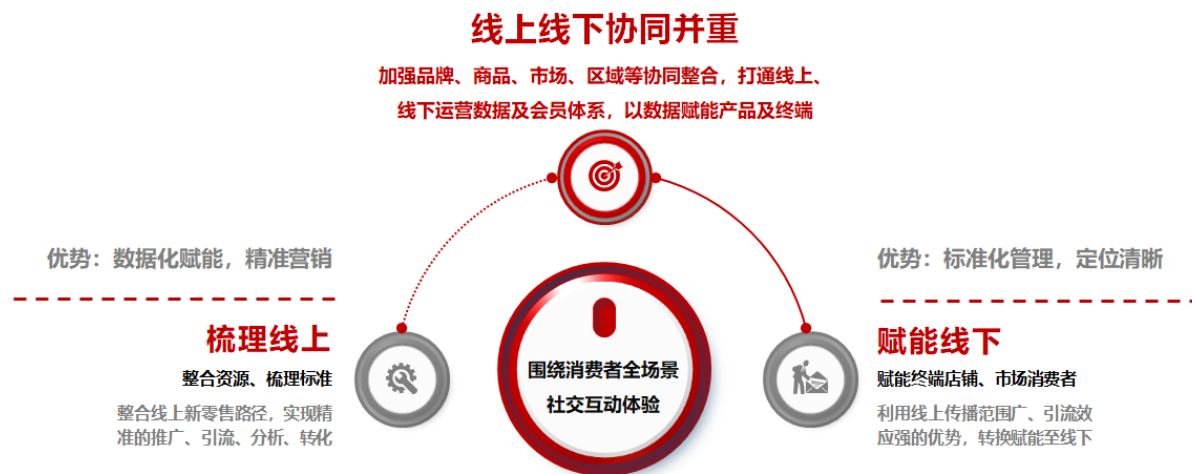 线上线下协同并重
加强品牌、商品、市场、区域等协同整合，打通线上、
线下运营数据及会员体系，以数据赋能产品及终端
优势：数据化赋能，精准营销
梳理线上
整合资源、梳理标准
整合线上新零售路径，实现精
准的推广、引流、分析、转化
围绕消费者全场景
社交互动体验
优势：标准化管理，定位清晰
赋能线下
赋能终端店铺、市场消费者
利用线上传播范围广、引流效
应强的优势，转换赋能至线下